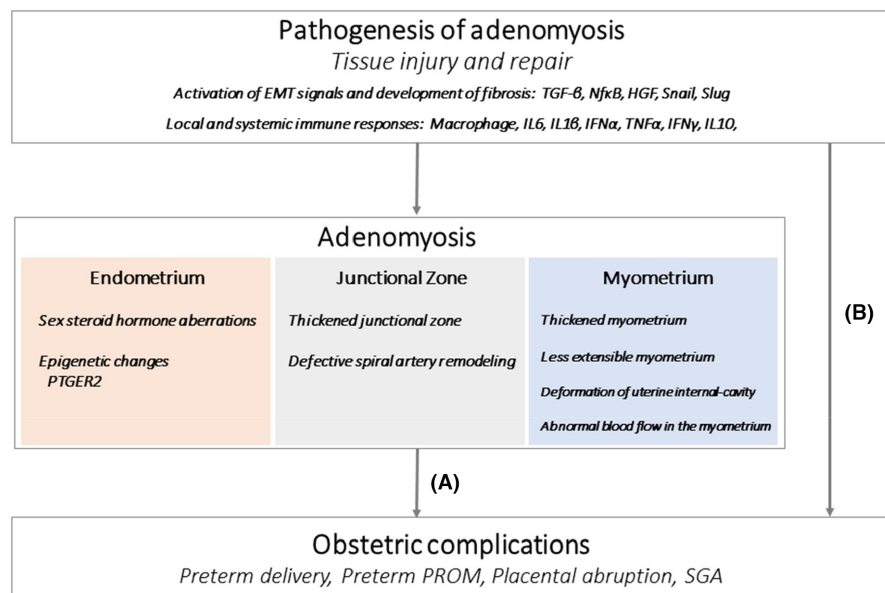 Pathogenesis of adenomyosis
Tissue injury and repair
Activation of EMT signals and development of fibrosis: TGF-β, NfκB, HGF, Snail, Slug
Local and systemic immune responses: Macrophage, IL6, IL1β, IFNα, TNFα, IFNγ, IL10,
Adenomyosis
Endometrium
Sex steroid hormone aberrations
Epigenetic changes
PTGER2
Junctional Zone
Thickened junctional zone
Defective spiral artery remodeling
Myometrium
Thickened myometrium
Less extensible myometrium
Deformation of uterine internal-cavity
Abnormal blood flow in the myometrium
(B)
(A)
Obstetric complications
Preterm delivery, Preterm PROM, Placental abruption, SGA